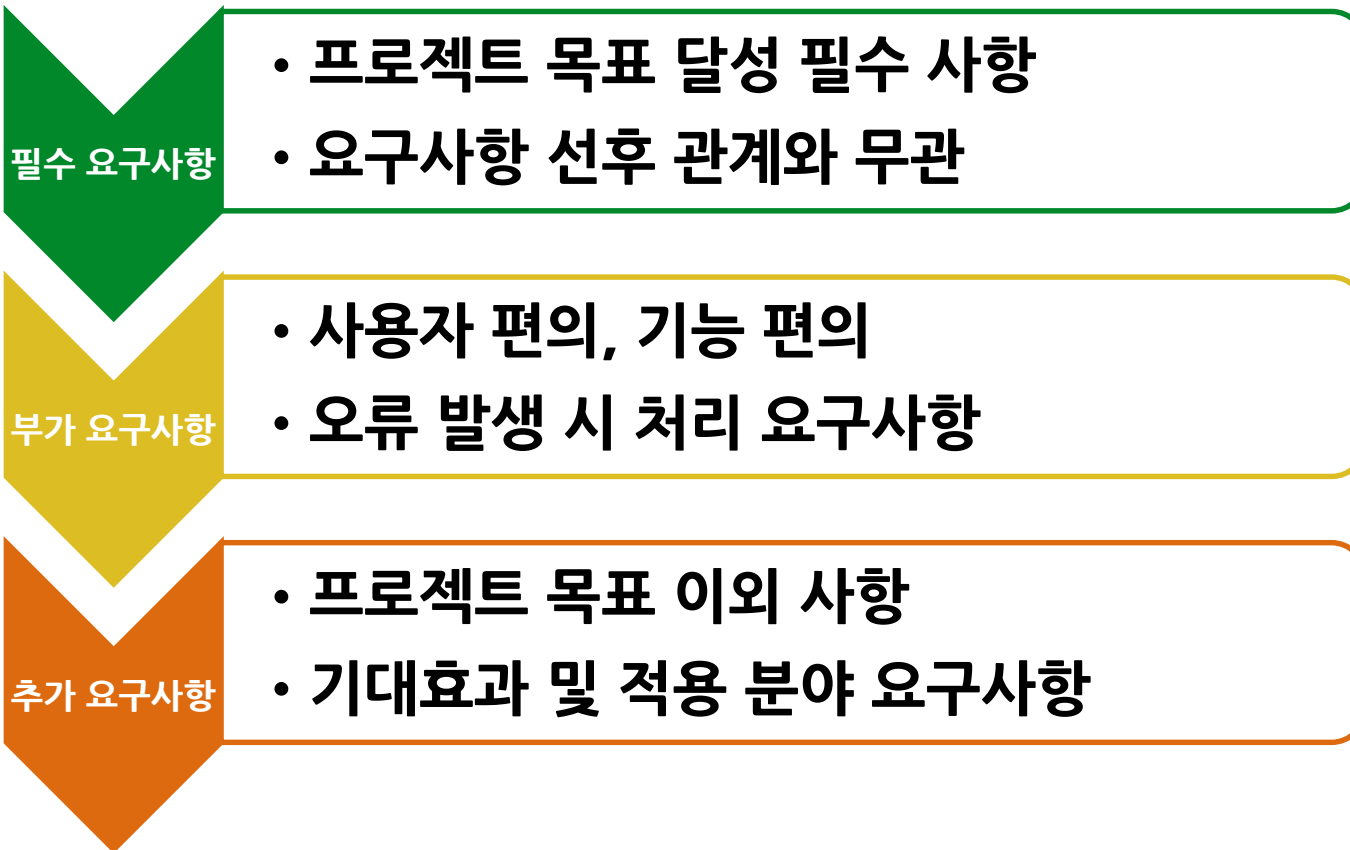 필수 요구사항
• 프로젝트 목표 달성 필수 사항
• 요구사항 선후 관계와 무관
부가 요구사항
• 사용자 편의, 기능 편의
• 오류 발생 시 처리 요구사항
추가 요구사항
• 프로젝트 목표 이외 사항
• 기대효과 및 적용 분야 요구사항